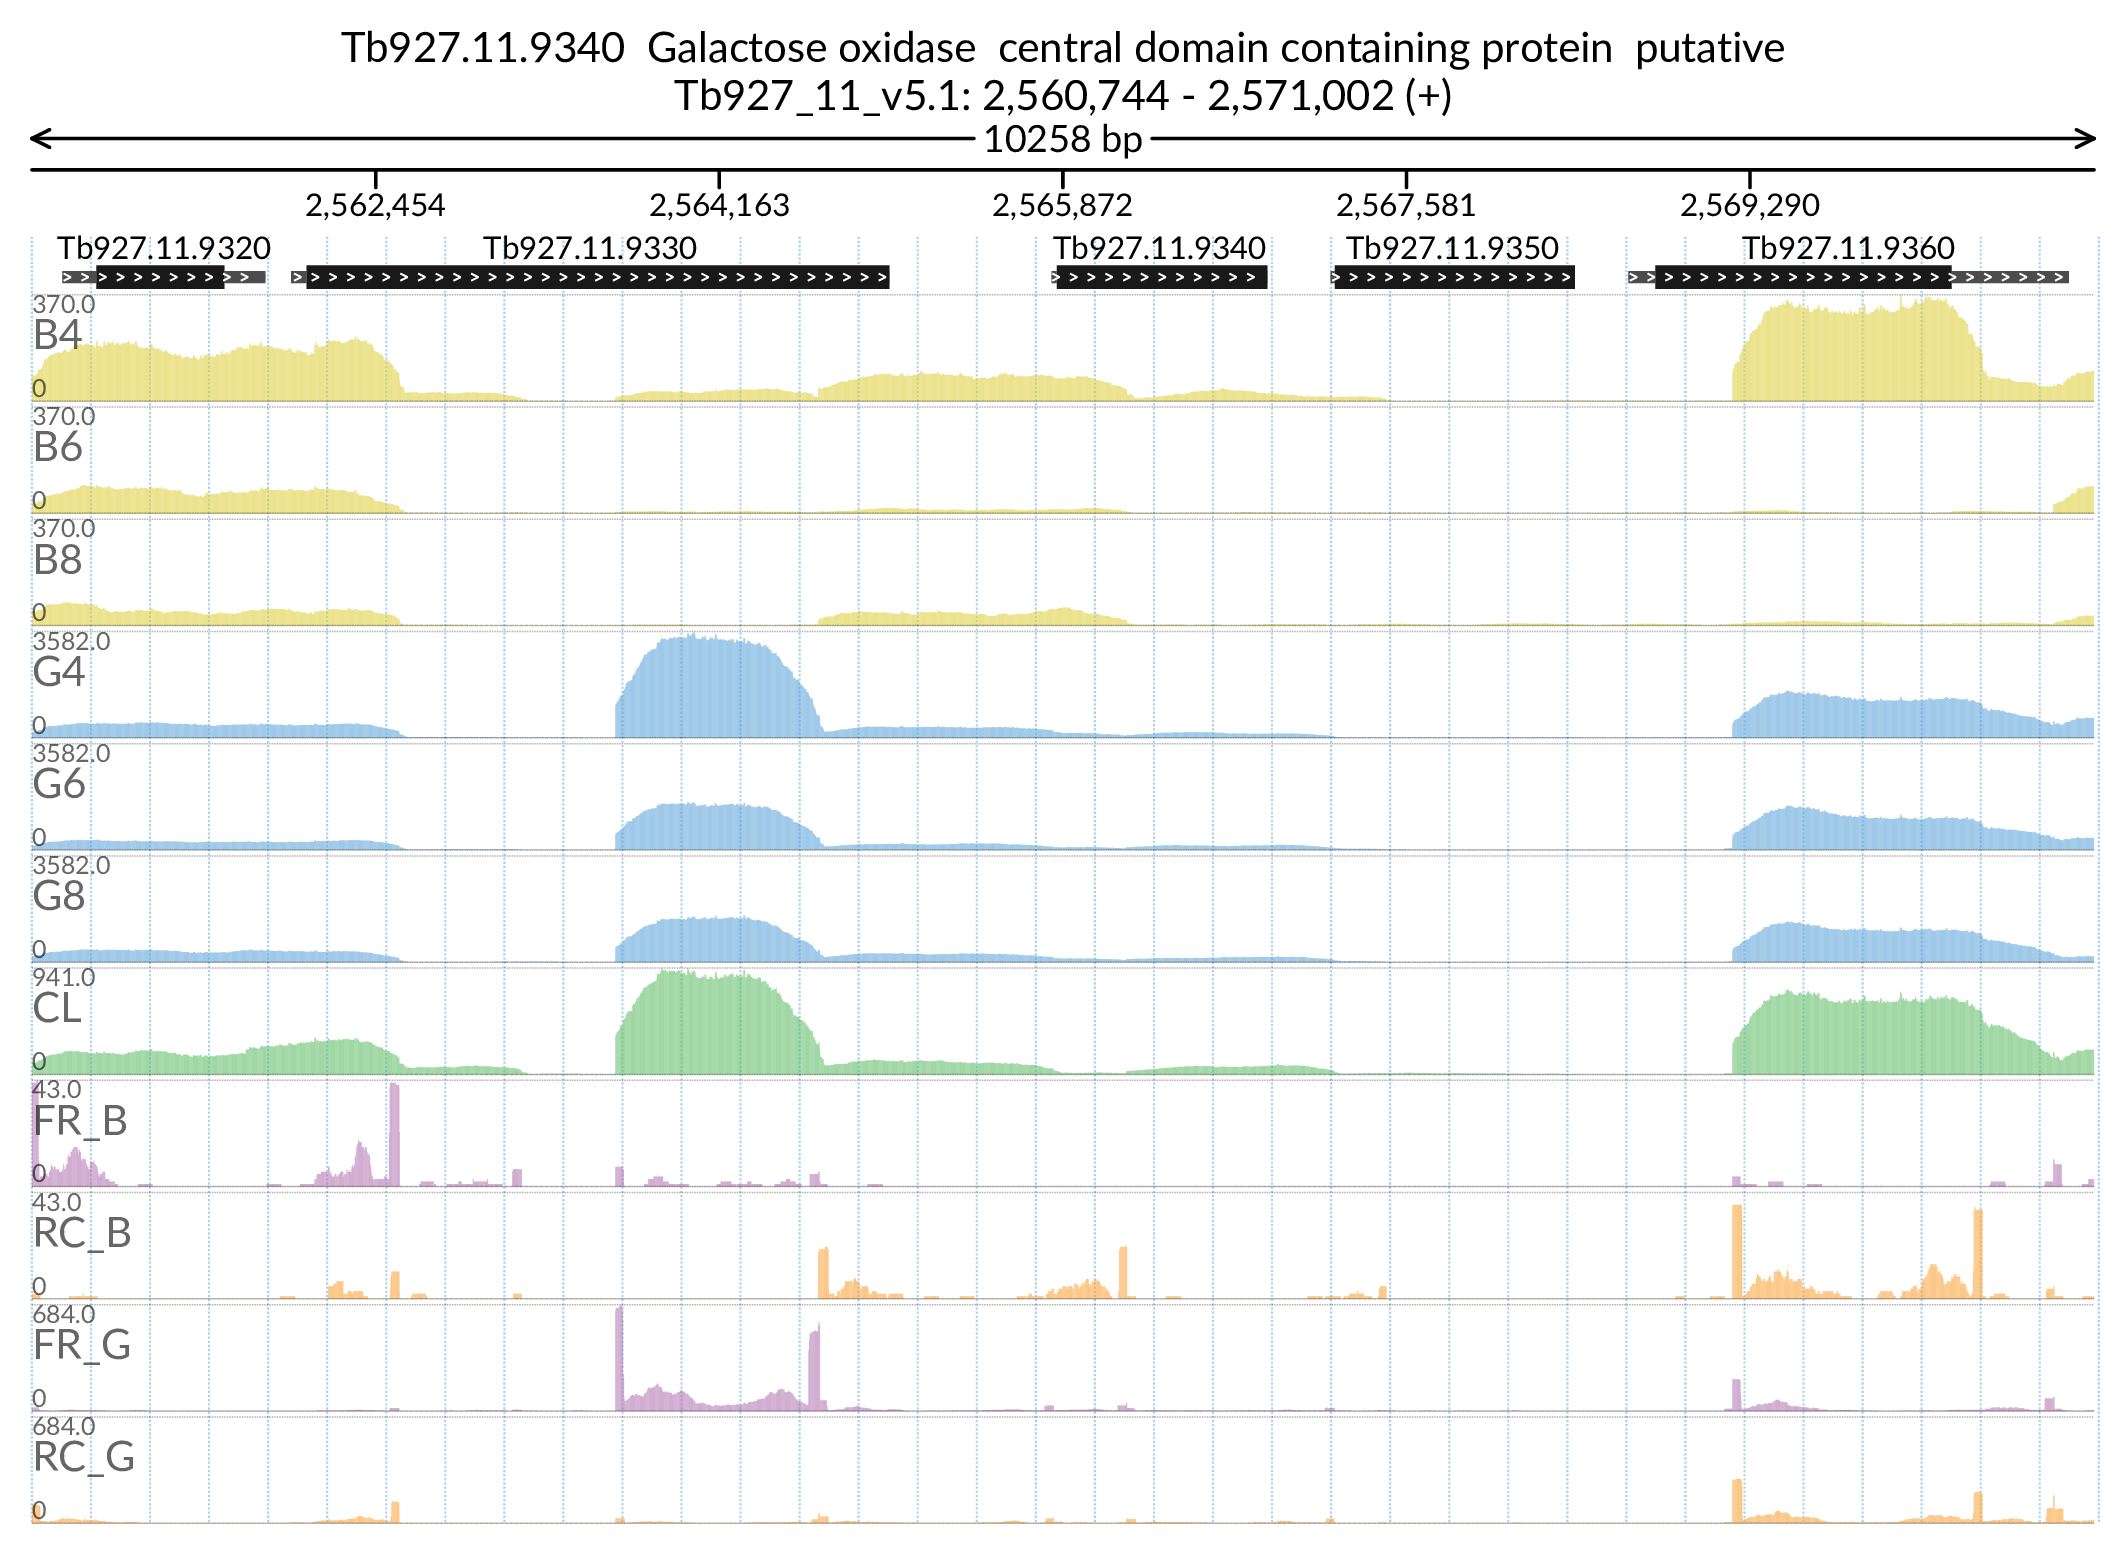 Tb927.11.9340  Galactose oxidase  central domain containing protein  putative
Tb927_11_v5.1: 2,560,744 - 2,571,002 (+)
10258 bp
2,562,454 2,564,163 2,565,872 2,567,581 2,569,290
Tb927.11.9320 Tb927.11.9330 Tb927.11.9340 Tb927.11.9350 Tb927.11.9360
370.0
B4
0
370.0
B6
0
370.0
B8
0
3582.0
G4
0
3582.0
G6
0
3582.0
G8
0
941.0
CL
0
43.0
FR_B
0
43.0
RC_B
0
684.0
FR_G
0
684.0
RC_G
0